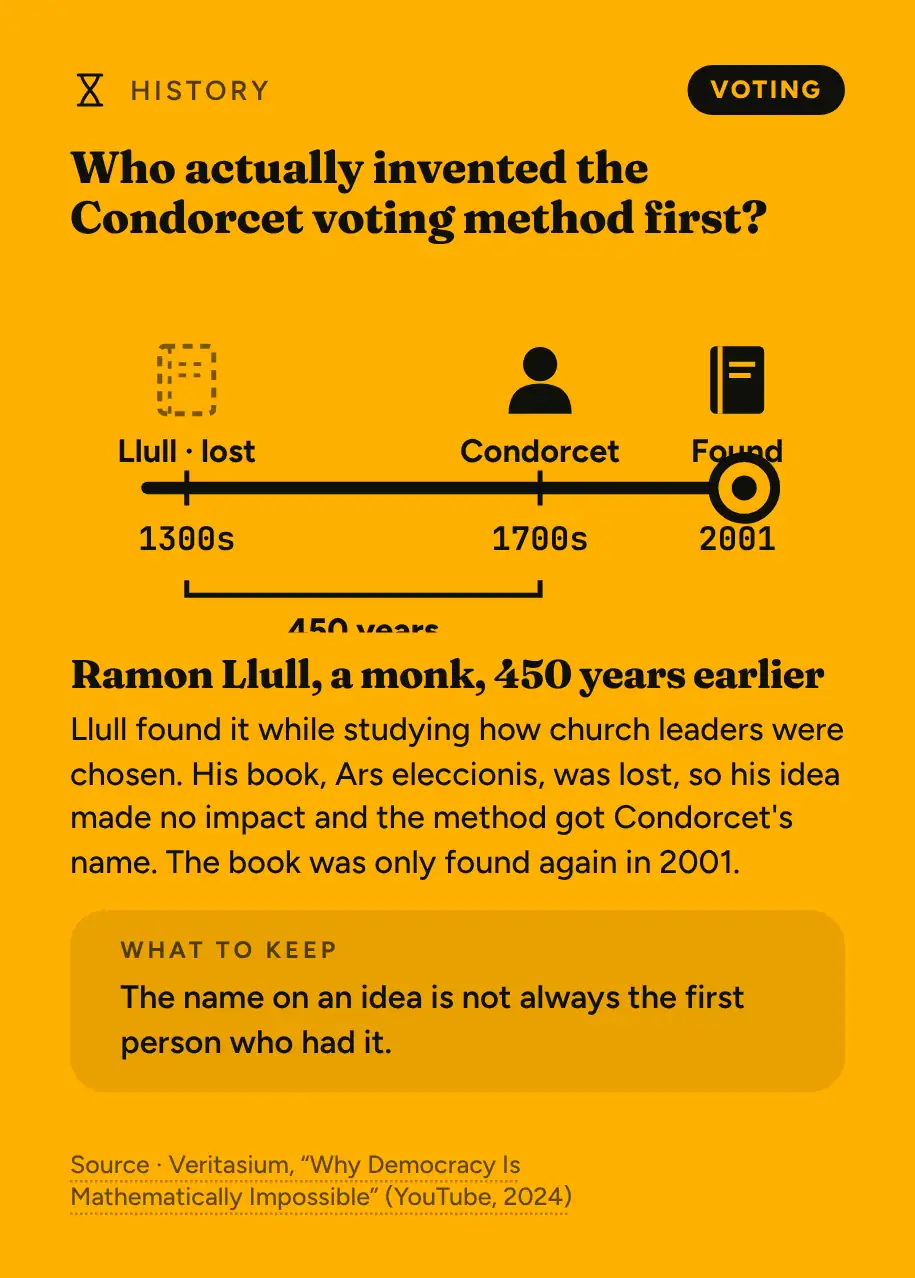 HISTORY
VOTING
Who actually invented the
Condorcet voting method first?
Llull · lost
Condorcet
Found
1300s
1700s
2001
450 years
Ramon Llull, a monk, 450 years earlier
Llull found it while studying how church leaders were
chosen. His book, Ars eleccionis, was lost, so his idea
made no impact and the method got Condorcet's
name. The book was only found again in 2001.
WHAT TO KEEP
The name on an idea is not always the first
person who had it.
Source · Veritasium, “Why Democracy Is
Mathematically Impossible” (YouTube, 2024)